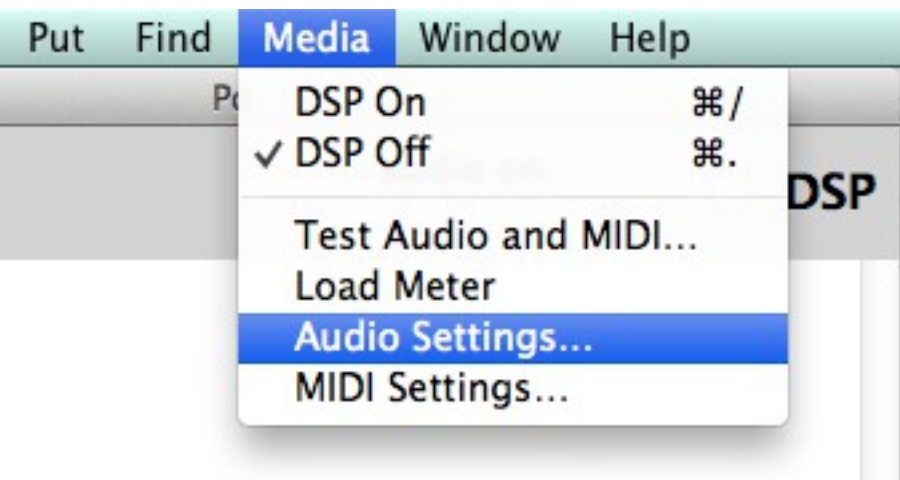 Put Find Media Window Help
DSP On ⌘/
✓ DSP Off ⌘.
DSP
Test Audio and MIDI...
Load Meter
Audio Settings...
MIDI Settings...